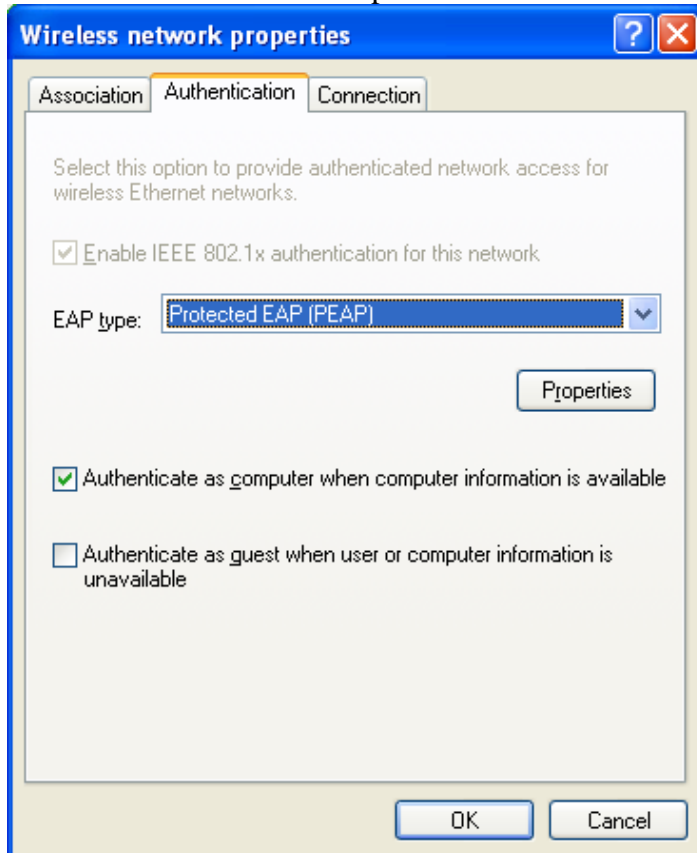 Wireless network properties
Association Authentication Connection
Select this option to provide authenticated network access for
wireless Ethernet networks.
Enable IEEE 802.1x authentication for this network
EAP type: Protected EAP (PEAP)
Properties
Authenticate as computer when computer information is available
Authenticate as guest when user or computer information is
unavailable
OK Cancel